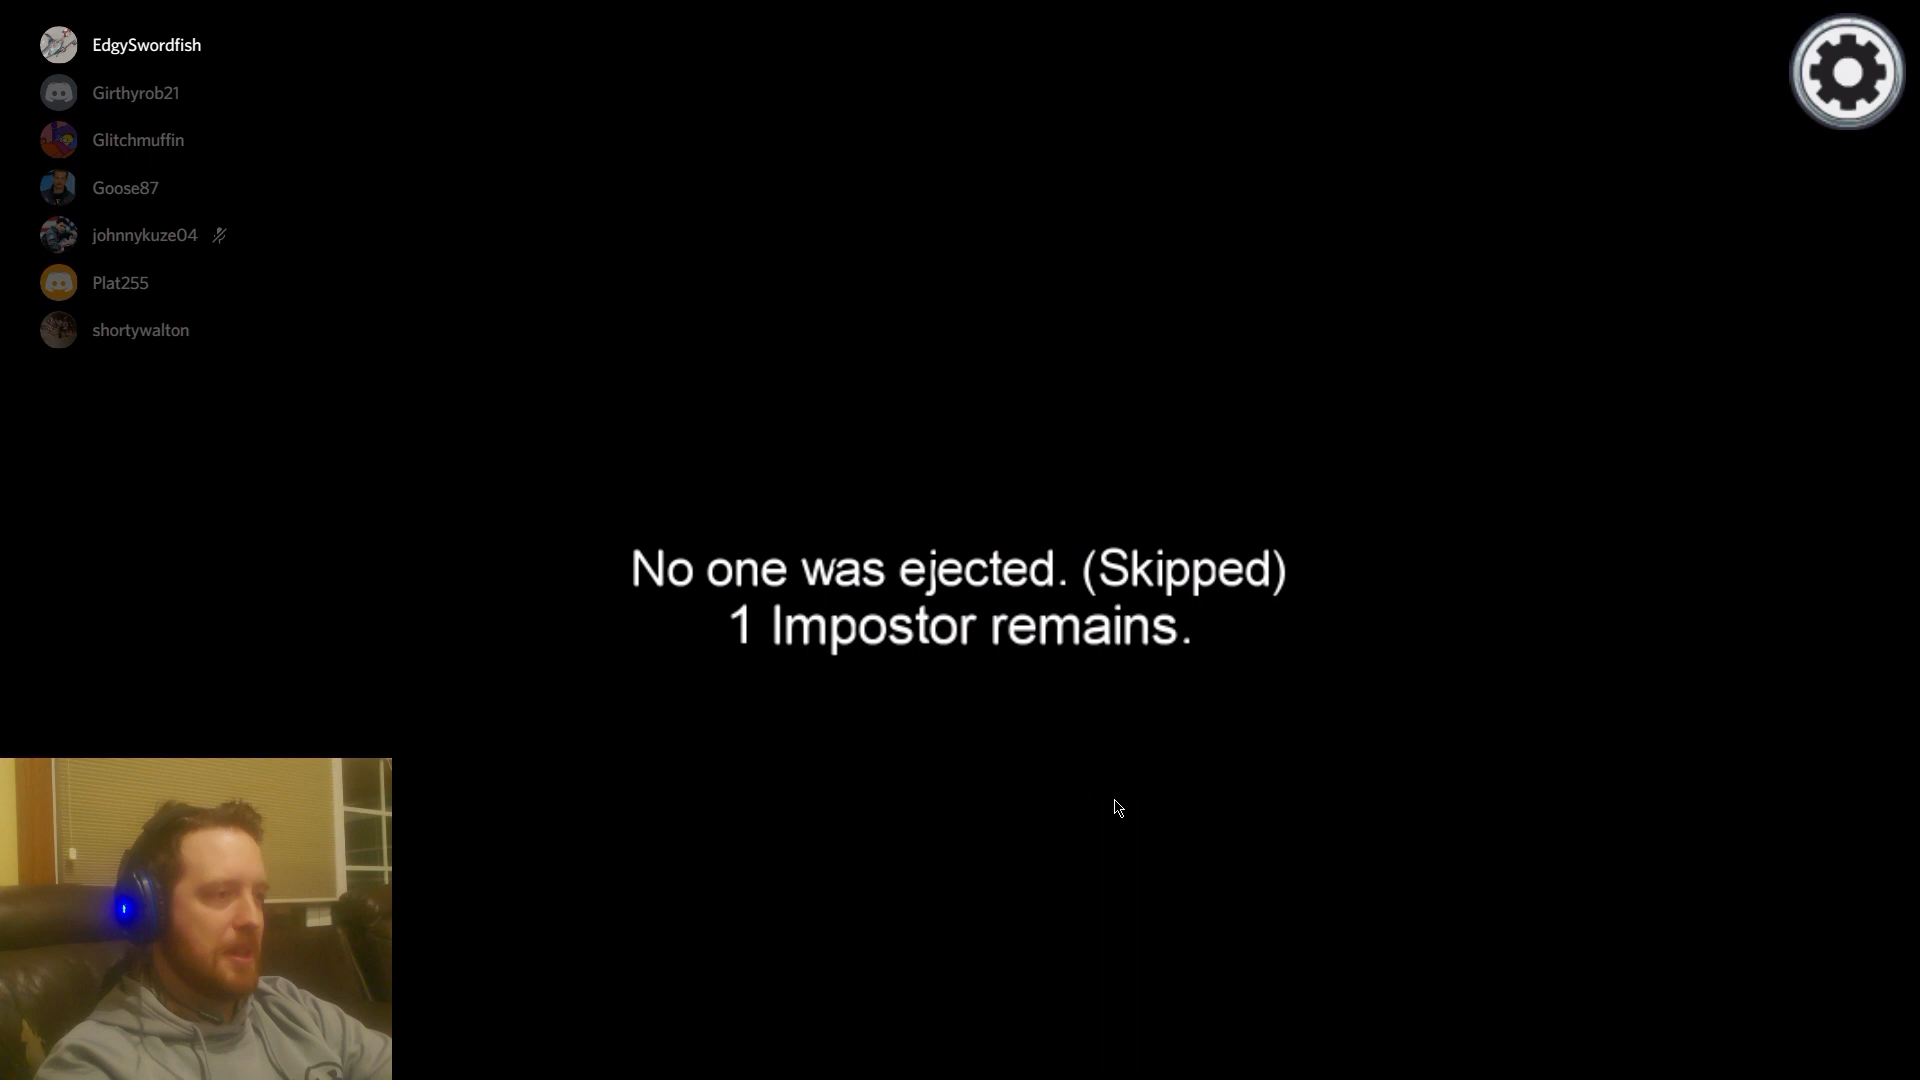 EdgySwordfish
Girthyrob21
Glitchmuffin
Goose87
johnnykuze04
Plat255
shortywalton
No one was ejected. (Skipped)
1 Impostor remains.